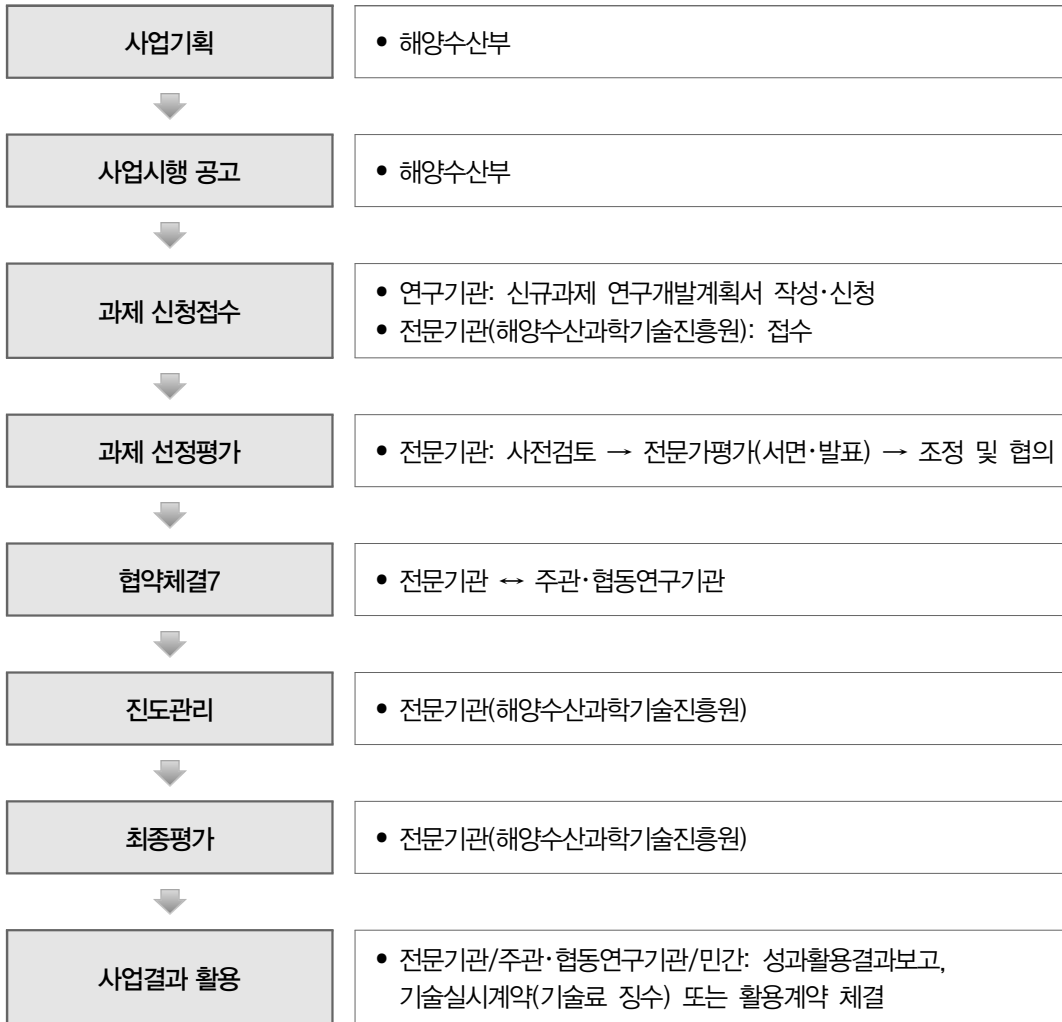 사업기획
• 해양수산부
사업시행 공고
• 해양수산부
과제 신청접수
• 연구기관: 신규과제 연구개발계획서 작성·신청
• 전문기관(해양수산과학기술진흥원): 접수
과제 선정평가
• 전문기관: 사전검토 → 전문가평가(서면·발표) → 조정 및 협의
협약체결7
• 전문기관 ↔ 주관·협동연구기관
진도관리
• 전문기관(해양수산과학기술진흥원)
최종평가
• 전문기관(해양수산과학기술진흥원)
사업결과 활용
• 전문기관/주관·협동연구기관/민간: 성과활용결과보고,
기술실시계약(기술료 징수) 또는 활용계약 체결